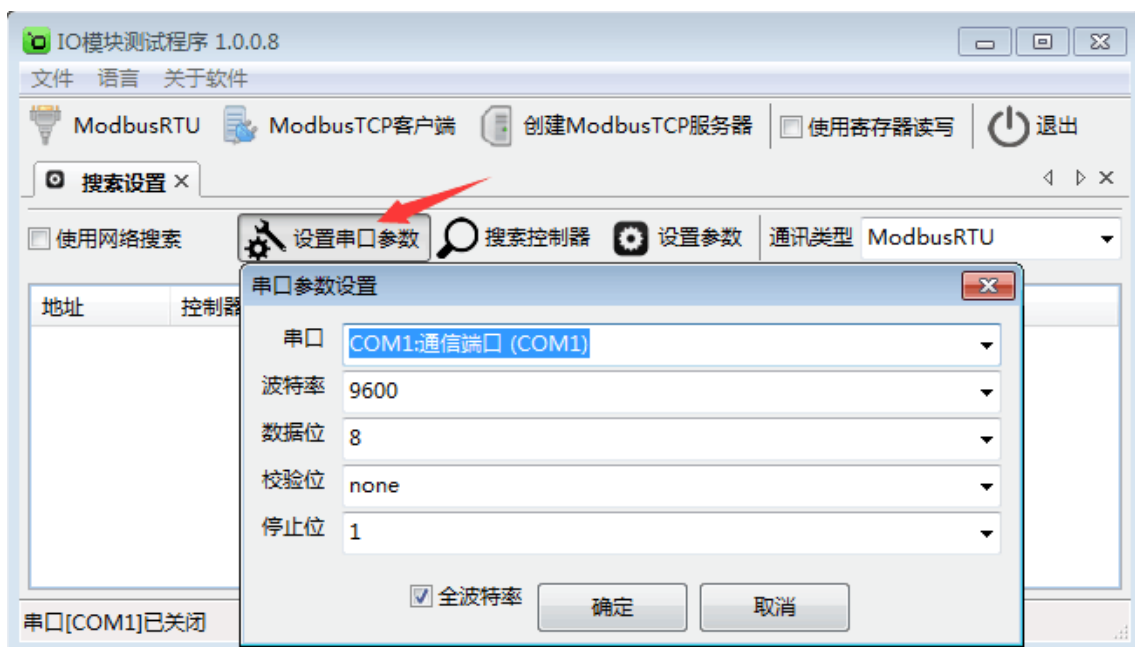 IO模块测试程序 1.0.0.8
文件 语言 关于软件
ModbusRTU ModbusTCP客户端 创建ModbusTCP服务器 使用寄存器读写 退出
搜索设置
使用网络搜索 设置串口参数 搜索控制器 设置参数 通讯类型 ModbusRTU
串口参数设置
地址 控制器
串口 COM1:通信端口 (COM1)
波特率 9600
数据位 8
校验位 none
停止位 1
全波特率 确定 取消
串口[COM1]已关闭